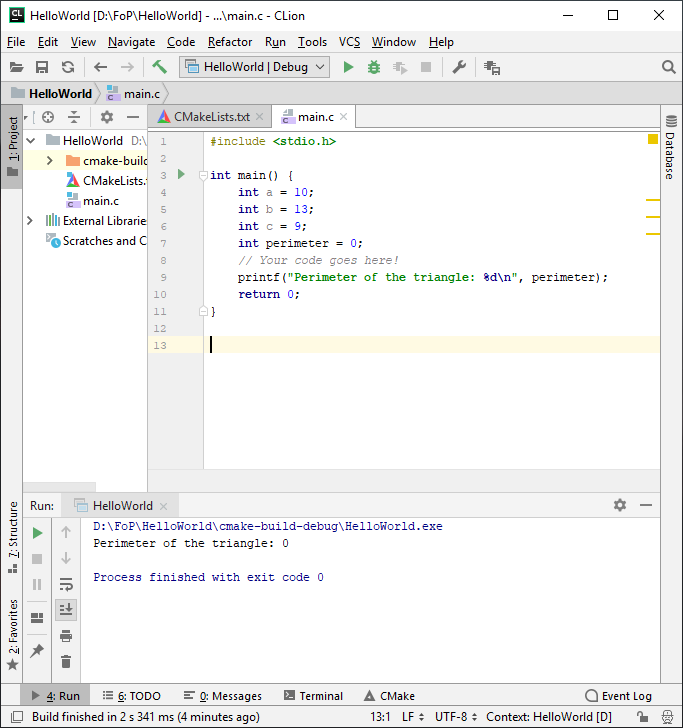 HelloWorld [D:\FoP\HelloWorld] - ...\main.c - CLion
File Edit View Navigate Code Refactor Run Tools VCS Window Help
HelloWorld | Debug
HelloWorld main.c
1: Project
CMakeLists.txt main.c
HelloWorld D:\
cmake-buil
CMakeLists.
main.c
External Librarie
Scratches and C
1 #include <stdio.h>
2
3 int main() {
4 int a = 10;
5 int b = 13;
6 int c = 9;
7 int perimeter = 0;
8 // Your code goes here!
9 printf("Perimeter of the triangle: %d\n", perimeter);
10 return 0;
11 }
12
13
Database
Run: HelloWorld
D:\FoP\HelloWorld\cmake-build-debug\HelloWorld.exe
Perimeter of the triangle: 0
Process finished with exit code 0
7: Structure
2: Favorites
4: Run 6: TODO 0: Messages Terminal CMake Event Log
Build finished in 2 s 341 ms (4 minutes ago) 13:1 LF UTF-8 Context: HelloWorld [D]